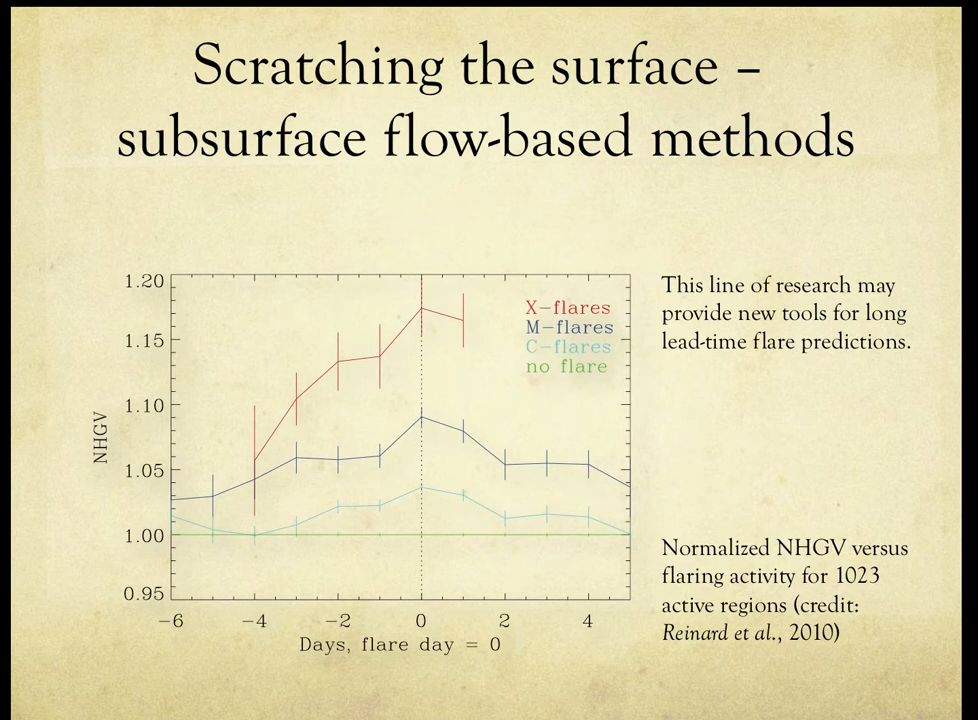 Scratching the surface –
subsurface flow-based methods
1.20
1.15
1.10
1.05
1.00
0.95
NHGV
−6
−4
−2
0
2
4
Days, flare day = 0
X−flares
M−flares
C−flares
no flare
This line of research may
provide new tools for long
lead-time flare predictions.
Normalized NHGV versus
flaring activity for 1023
active regions (credit:
Reinard et al., 2010)